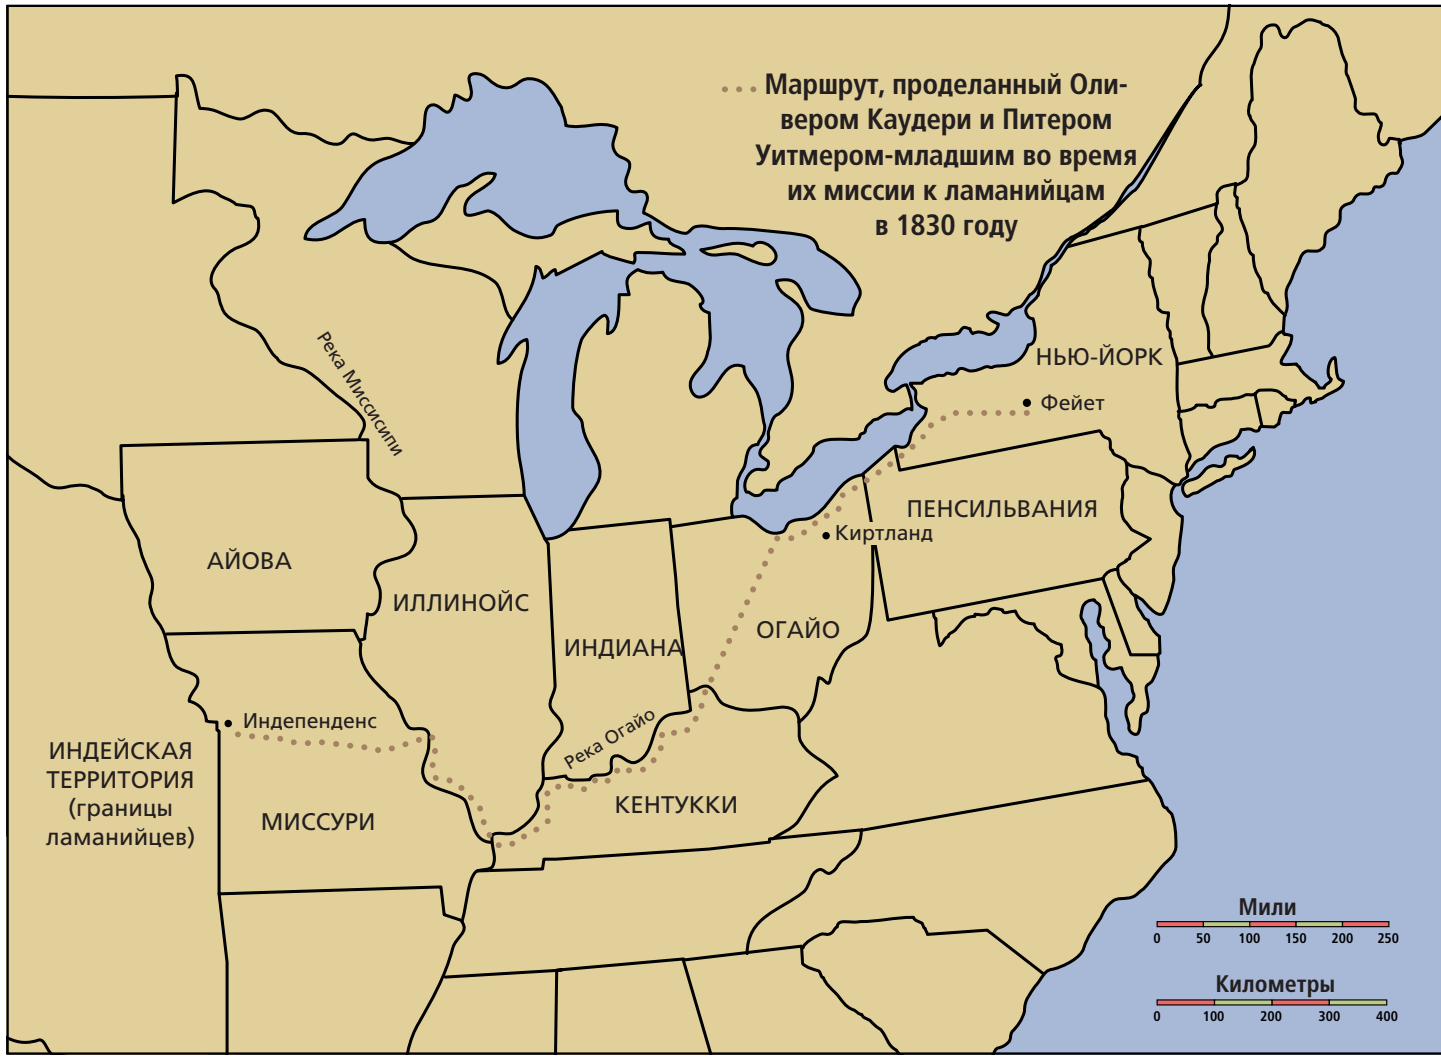 Маршрут, проделанный Оли-
вером Каудери и Питером
Уитмером-младшим во время
их миссии к ламанийцам
в 1830 году
Река Миссисипи
НЬЮ-ЙОРК
Фейет
ПЕНСИЛЬВАНИЯ
Киртланд
АЙОВА
ИЛЛИНОЙС
ИНДИАНА
ОГАЙО
Индепенденс
Река Огайо
ИНДЕЙСКАЯ
ТЕРРИТОРИЯ
(границы
ламанийцев)
МИССУРИ
КЕНТУККИ
Мили
0 50 100 150 200 250
Километры
0 100 200 300 400